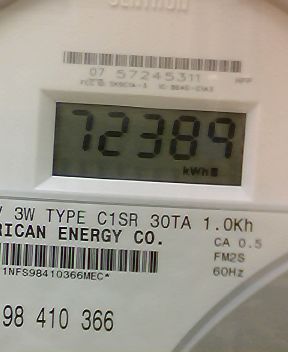 CENTRON
07 57245311
72389
kWh
V 3W TYPE C1SR 30TA 1.0Kh
RICAN ENERGY CO.
CA 0.5
FM2S
1NFS98410366MEC*
60Hz
98 410 366